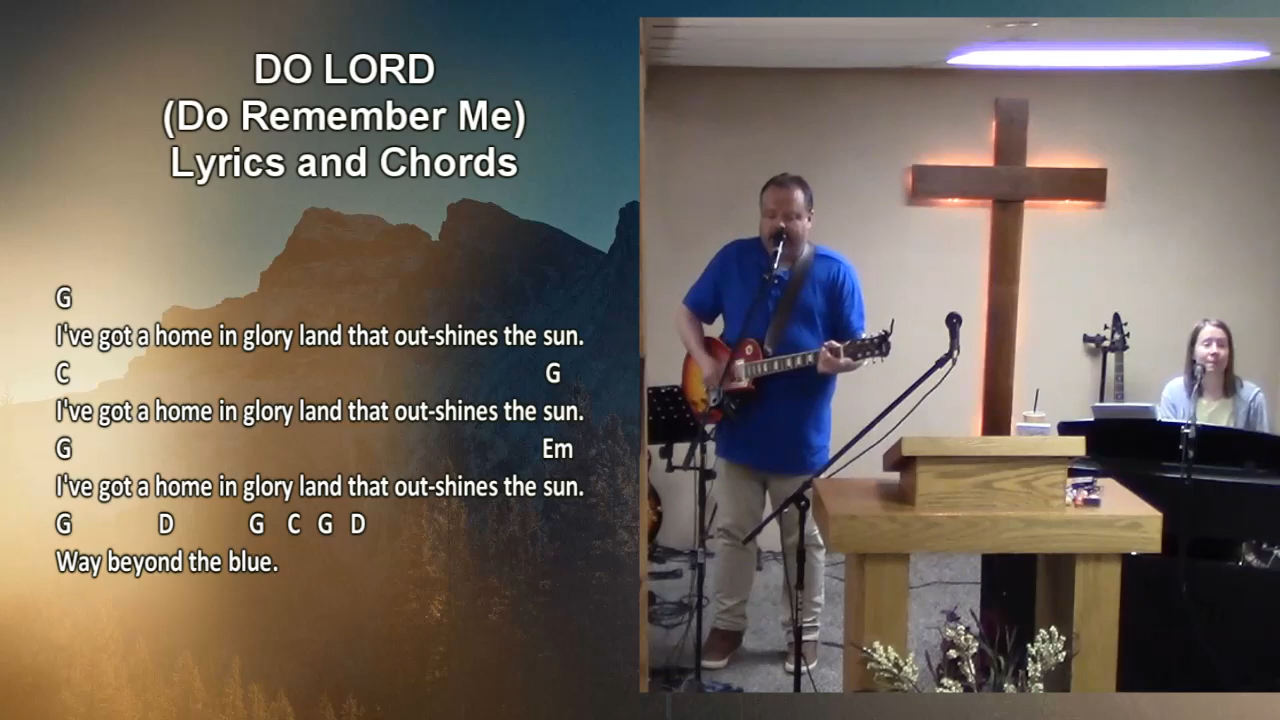 DO LORD
(Do Remember Me)
Lyrics and Chords
G
I've got a home in glory land that out-shines the sun.
C G
I've got a home in glory land that out-shines the sun.
G Em
I've got a home in glory land that out-shines the sun.
G D G C G D
Way beyond the blue.